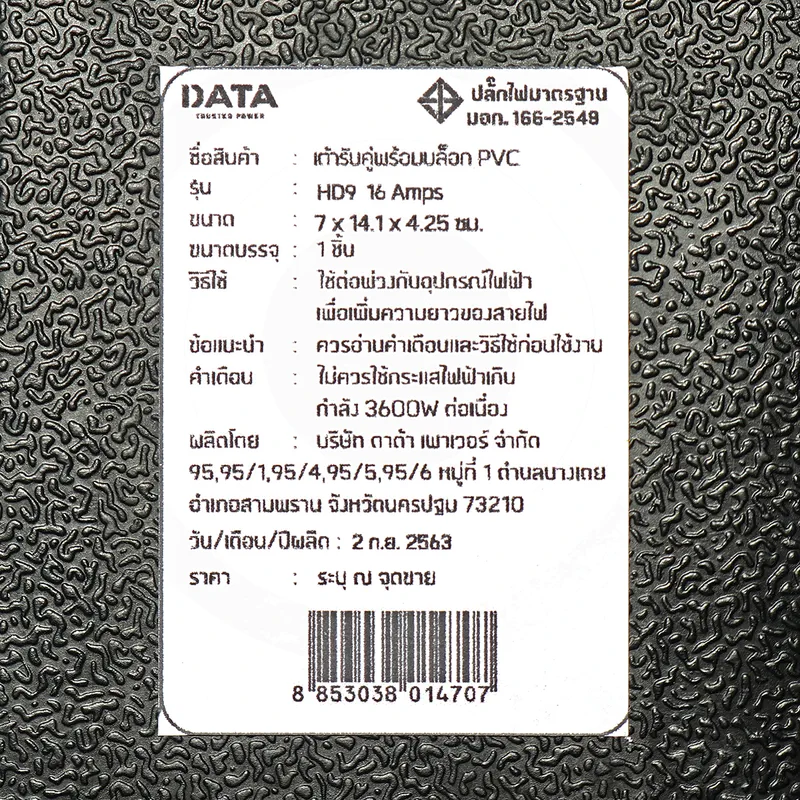 DATA
TRUSTED POWER
ปลั๊กไฟมาตรฐาน
มอก. 166-2549
ชื่อสินค้า : เต้ารับคู่พร้อมบล็อก PVC
รุ่น : HD9 16 Amps
ขนาด : 7 x 14.1 x 4.25 ซม.
ขนาดบรรจุ : 1 ชิ้น
วิธีใช้ : ใช้ต่อพ่วงกับอุปกรณ์ไฟฟ้า
เพื่อเพิ่มความยาวของสายไฟ
ข้อแนะนำ : ควรอ่านคำเตือนและวิธีใช้ก่อนใช้งาน
คำเตือน : ไม่ควรใช้กระแสไฟฟ้าเกิน
กำลัง 3600W ต่อเนื่อง
ผลิตโดย : บริษัท ดาต้า เพาเวอร์ จำกัด
95,95/1,95/4,95/5,95/6 หมู่ที่ 1 ตำบลบางเตย
อำเภอสามพราน จังหวัดนครปฐม 73210
วัน/เดือน/ปีผลิต : 2 ก.ย. 2563
ราคา : ระบุ ณ จุดขาย
8 853038 014707